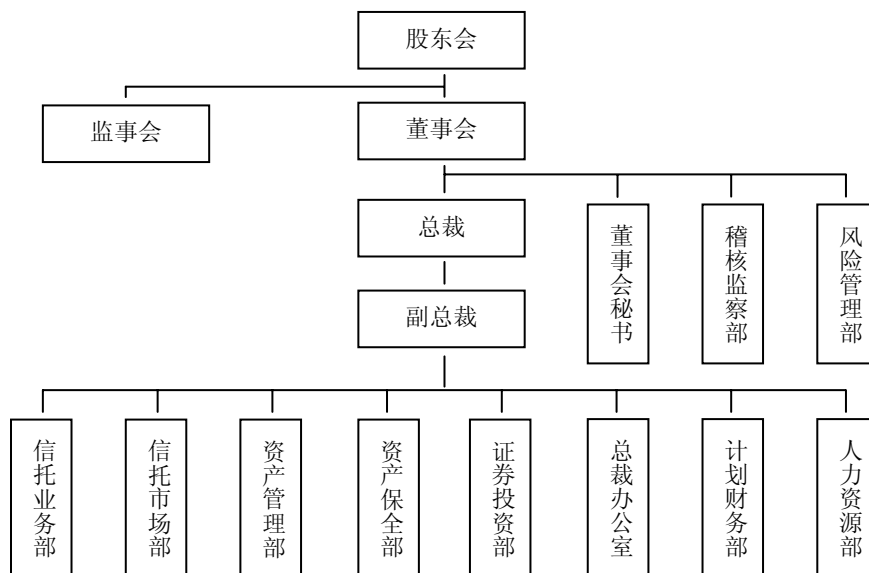 股东会
监事会
董事会
总裁
董事会秘书
稽核监察部
风险管理部
副总裁
信托业务部
信托市场部
资产管理部
资产保全部
证券投资部
总裁办公室
计划财务部
人力资源部